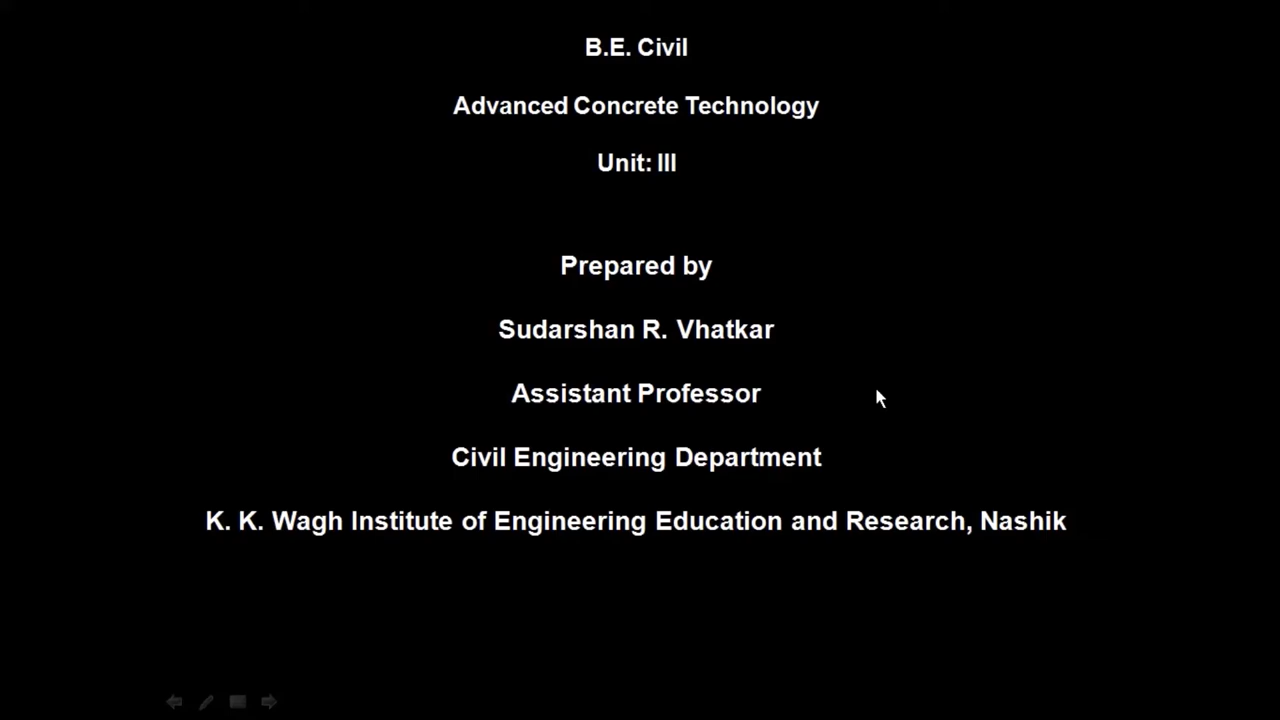 B.E. Civil
Advanced Concrete Technology
Unit: III
Prepared by
Sudarshan R. Vhatkar
Assistant Professor
Civil Engineering Department
K. K. Wagh Institute of Engineering Education and Research, Nashik